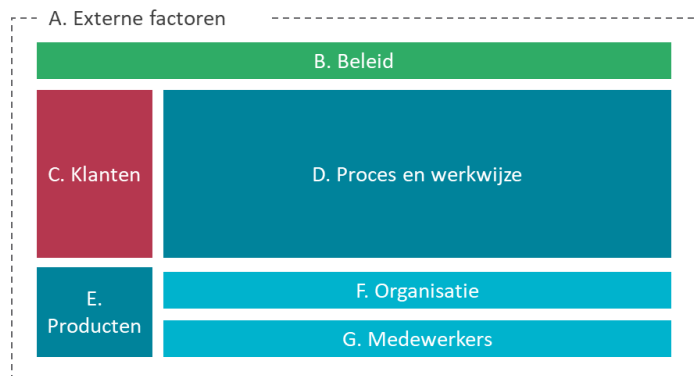 A. Externe factoren
B. Beleid
C. Klanten
D. Proces en werkwijze
E.
Producten
F. Organisatie
G. Medewerkers